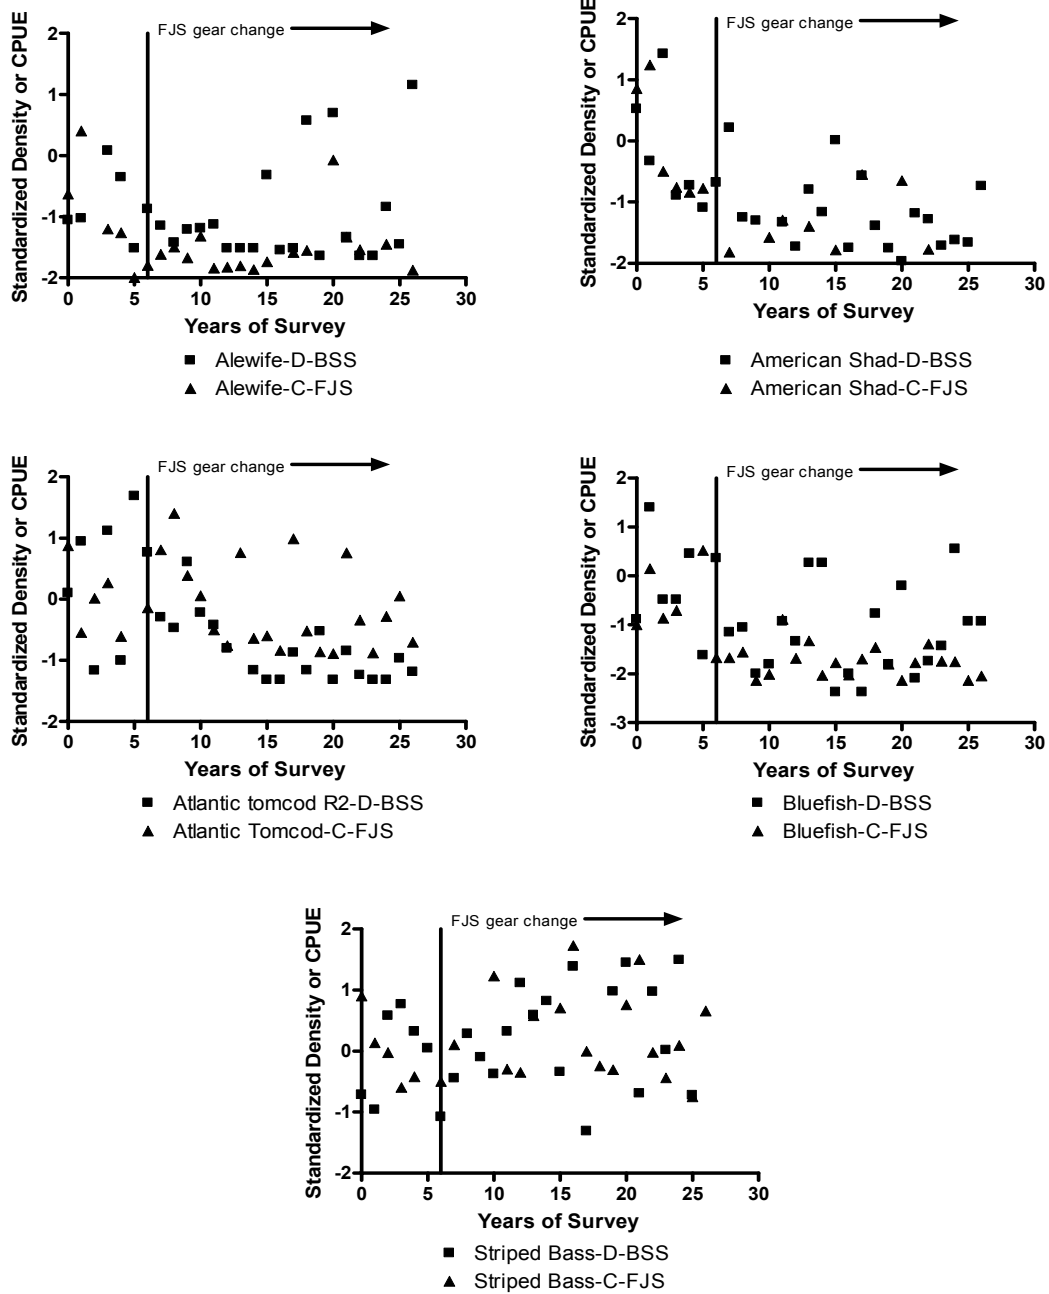 FJS gear change
Standardized Density or CPUE
2
1
0
-1
-2
0 5 10 15 20 25 30
Years of Survey
Alewife-D-BSS
Alewife-C-FJS
FJS gear change
Standardized Density or CPUE
2
1
0
-1
-2
0 5 10 15 20 25 30
Years of Survey
American Shad-D-BSS
American Shad-C-FJS
FJS gear change
Standardized Density or CPUE
2
1
0
-1
-2
0 5 10 15 20 25 30
Years of Survey
Atlantic tomcod R2-D-BSS
Atlantic Tomcod-C-FJS
FJS gear change
Standardized Density or CPUE
2
1
0
-1
-2
-3
0 5 10 15 20 25 30
Years of Survey
Bluefish-D-BSS
Bluefish-C-FJS
FJS gear change
Standardized Density or CPUE
2
1
0
-1
-2
0 5 10 15 20 25 30
Years of Survey
Striped Bass-D-BSS
Striped Bass-C-FJS